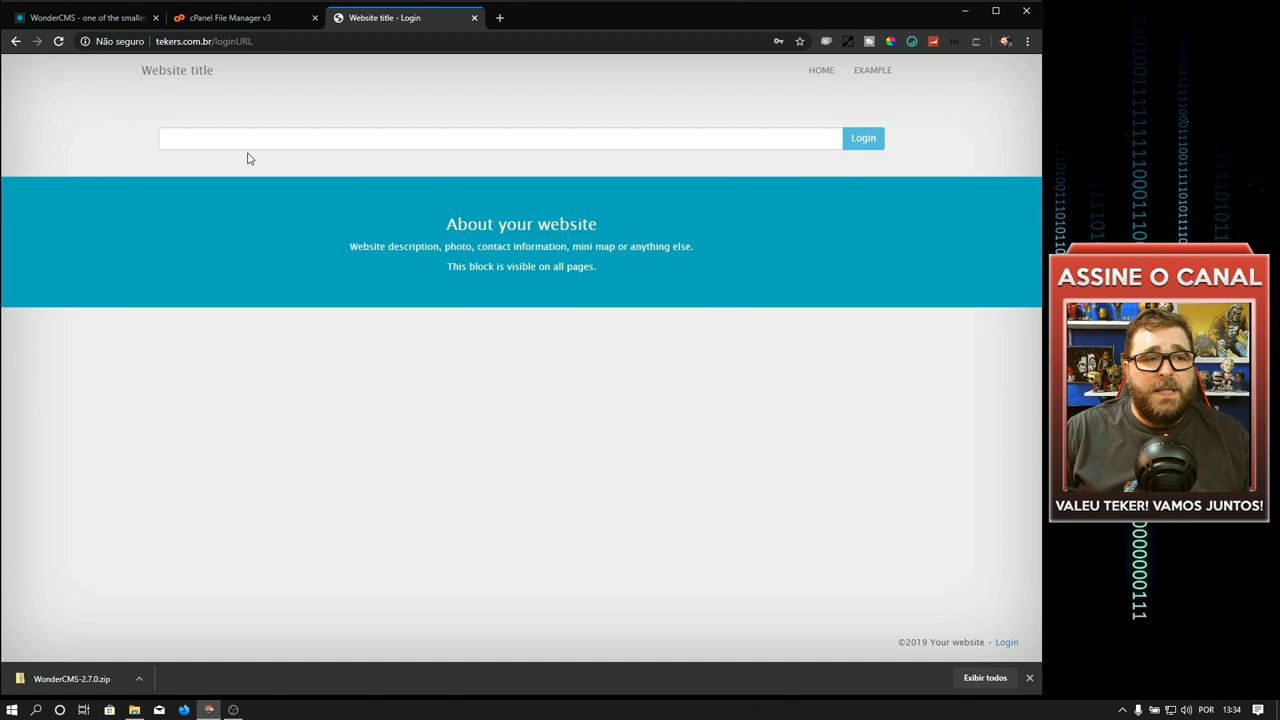 WonderCMS - one of the smalles
cPanel File Manager v3
Website title - Login
Não seguro
tekers.com.br/loginURL
Website title
HOME
EXAMPLE
Login
About your website
Website description, photo, contact information, mini map or anything else.
This block is visible on all pages.
©2019 Your website • Login
WonderCMS-2.7.0.zip
Exibir todos
POR
13:34
ASSINE O CANAL
VALEU TEKER! VAMOS JUNTOS!